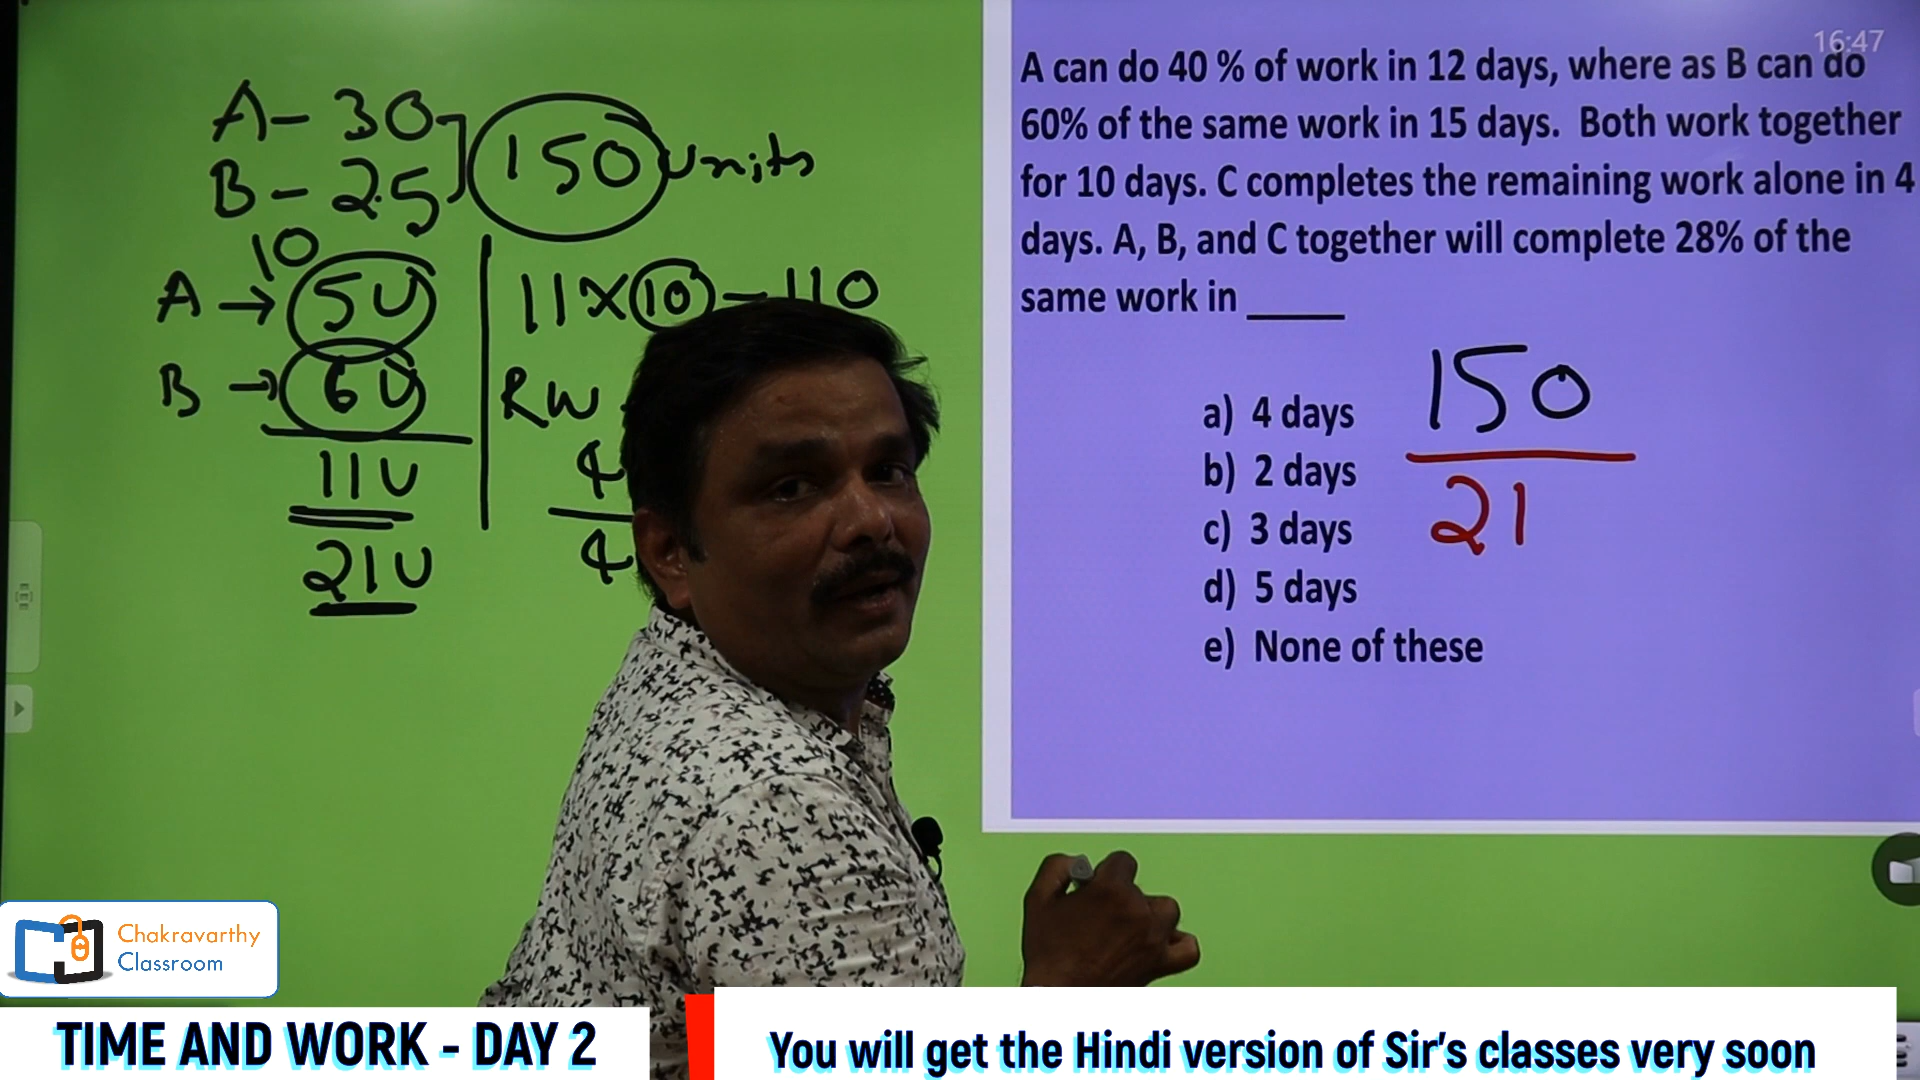 A - 30
B - 25
150 units
10
A → 5U
B → 6U
11U
21U
11 x 10 = 110
RW
4
4
16:47
A can do 40 % of work in 12 days, where as B can do
60% of the same work in 15 days. Both work together
for 10 days. C completes the remaining work alone in 4
days. A, B, and C together will complete 28% of the
same work in _____
a) 4 days
b) 2 days
c) 3 days
d) 5 days
e) None of these
150
21
Chakravarthy
Classroom
TIME AND WORK - DAY 2
You will get the Hindi version of Sir's classes very soon